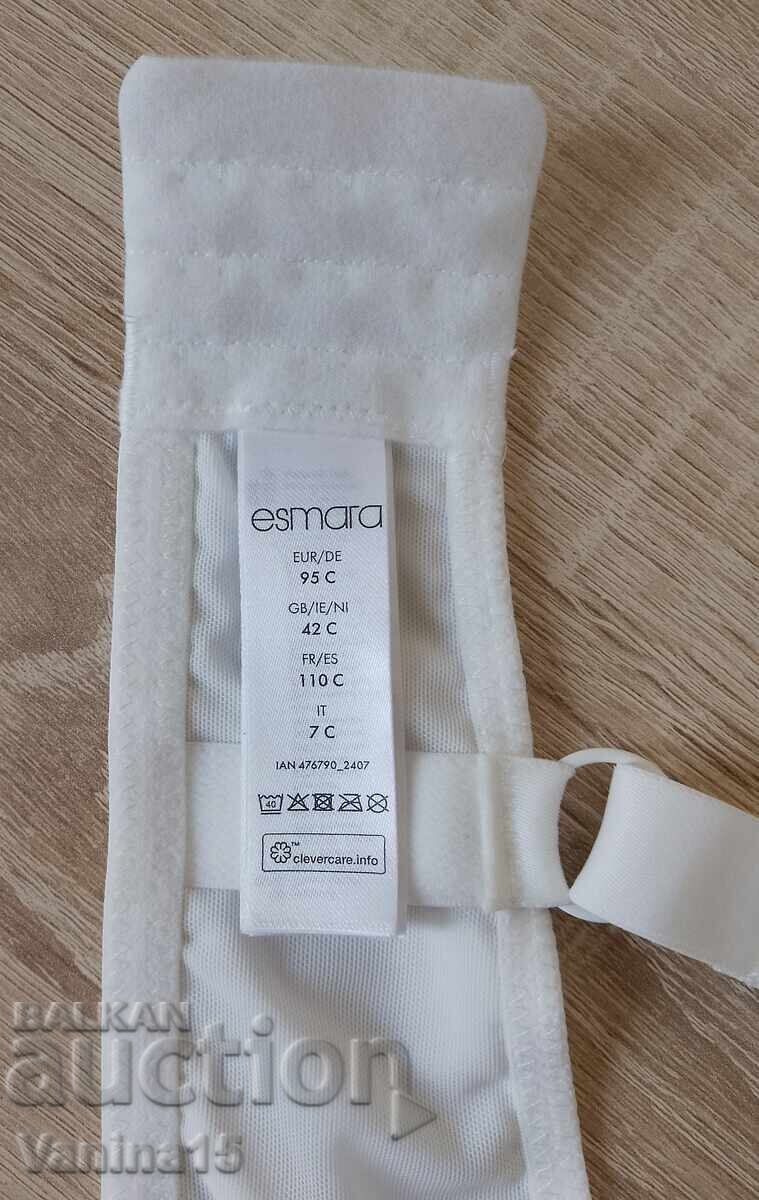 esmara
EUR/DE
95 C
GB/IE/NI
42 C
FR/ES
110 C
IT
7 C
IAN 476790_2407
40
™
clevercare.info
BALKAN
auction
Vanina15